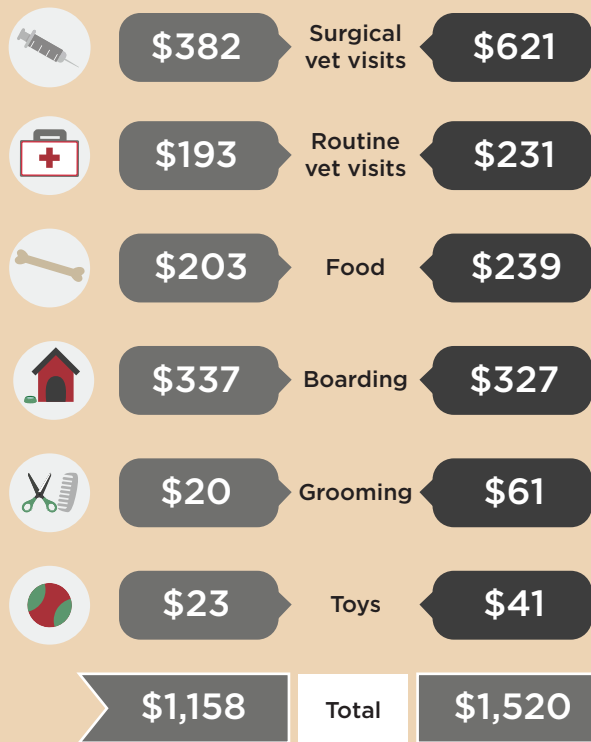 $382
Surgical
vet visits
$621
$193
Routine
vet visits
$231
$203
Food
$239
$337
Boarding
$327
$20
Grooming
$61
$23
Toys
$41
$1,158
Total
$1,520